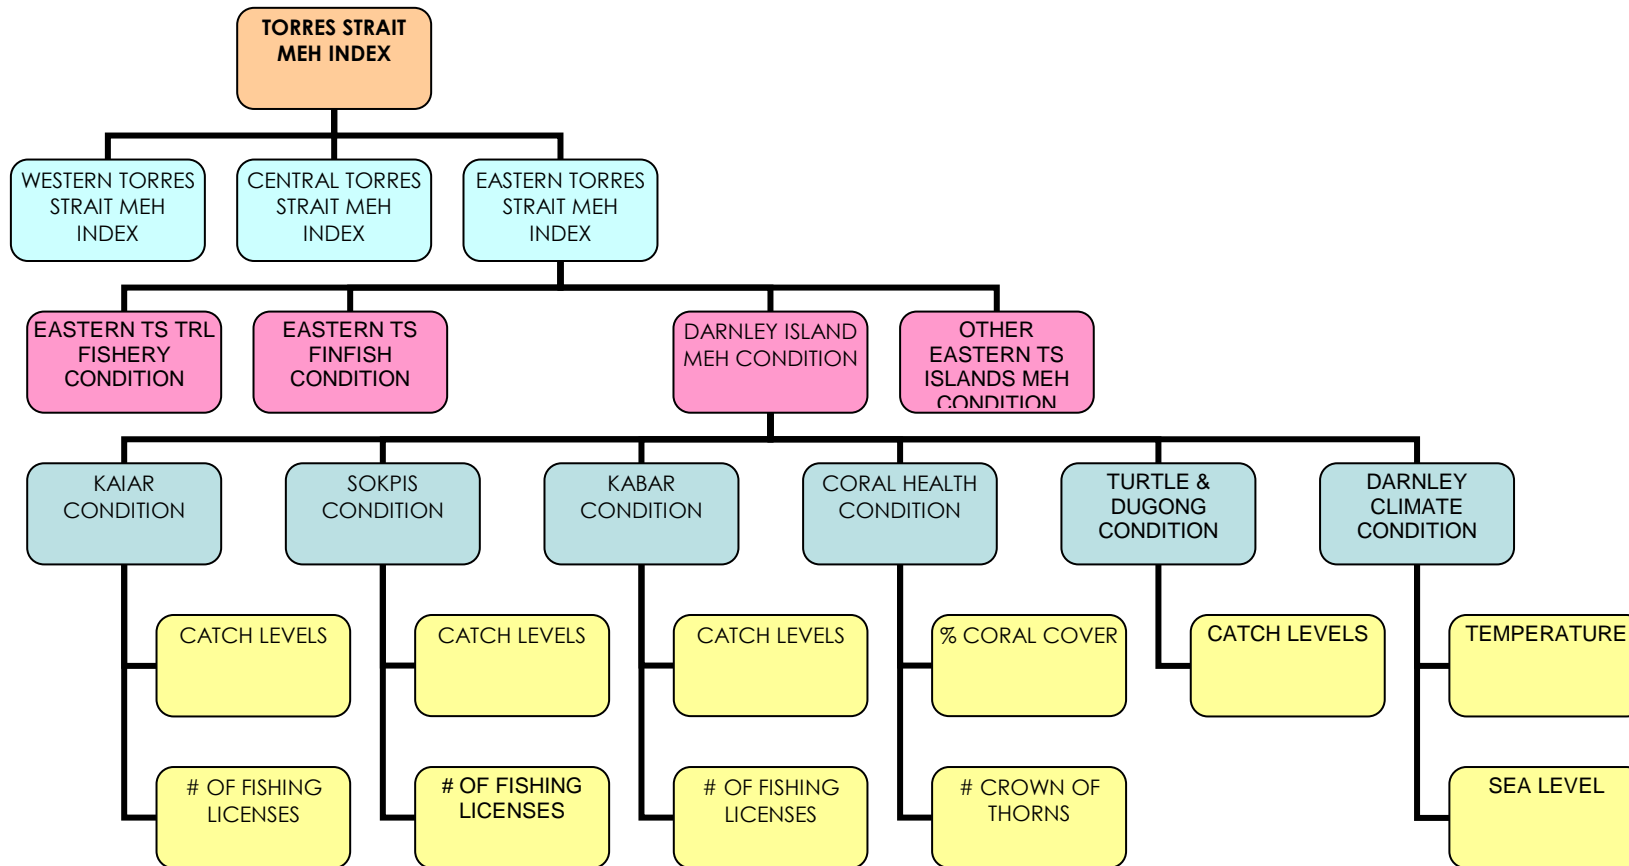 TORRES STRAIT
MEH INDEX
WESTERN TORRES
STRAIT MEH
INDEX
CENTRAL TORRES
STRAIT MEH
INDEX
EASTERN TORRES
STRAIT MEH
INDEX
EASTERN TS TRL
FISHERY
CONDITION
EASTERN TS
FINFISH
CONDITION
DARNLEY ISLAND
MEH CONDITION
OTHER
EASTERN TS
ISLANDS MEH
CONDITION
KAIAR
CONDITION
SOKPIS
CONDITION
KABAR
CONDITION
CORAL HEALTH
CONDITION
TURTLE &
DUGONG
CONDITION
DARNLEY
CLIMATE
CONDITION
CATCH LEVELS
CATCH LEVELS
CATCH LEVELS
% CORAL COVER
CATCH LEVELS
TEMPERATURE
# OF FISHING
LICENSES
# OF FISHING
LICENSES
# OF FISHING
LICENSES
# CROWN OF
THORNS
SEA LEVEL